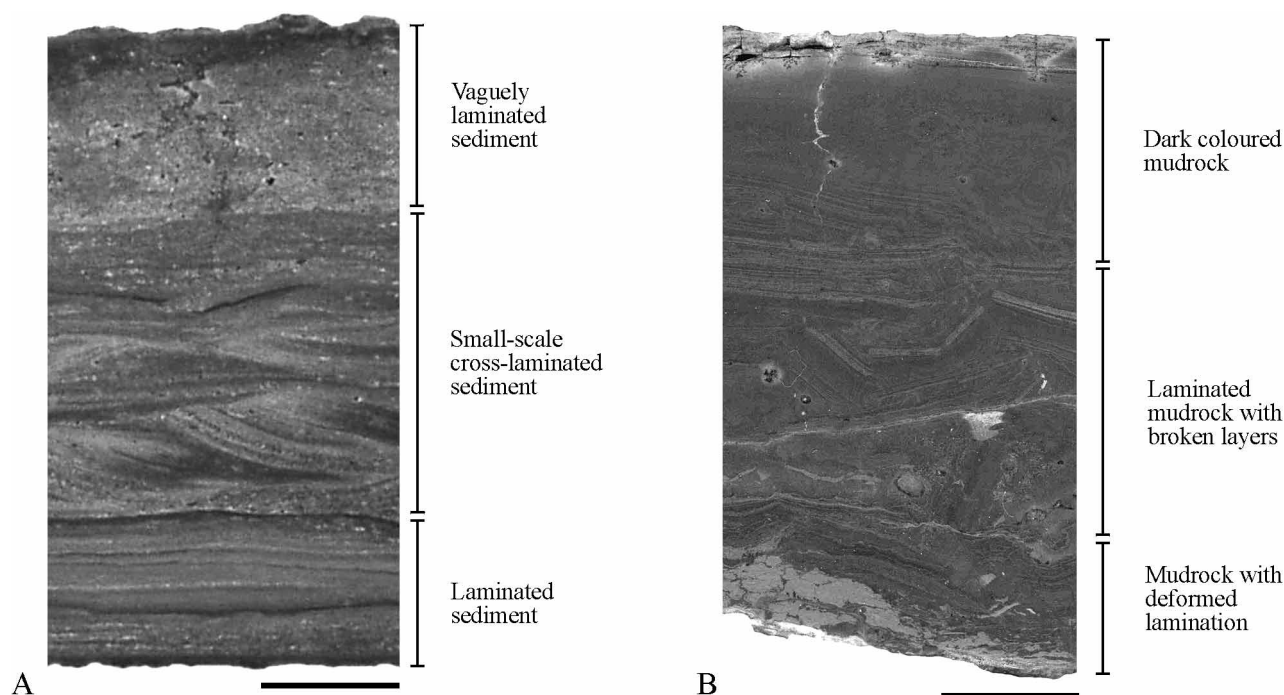 Vaguely
laminated
sediment
Small-scale
cross-laminated
sediment
Laminated
sediment
A
Dark coloured
mudrock
Laminated
mudrock with
broken layers
Mudrock with
deformed
lamination
B